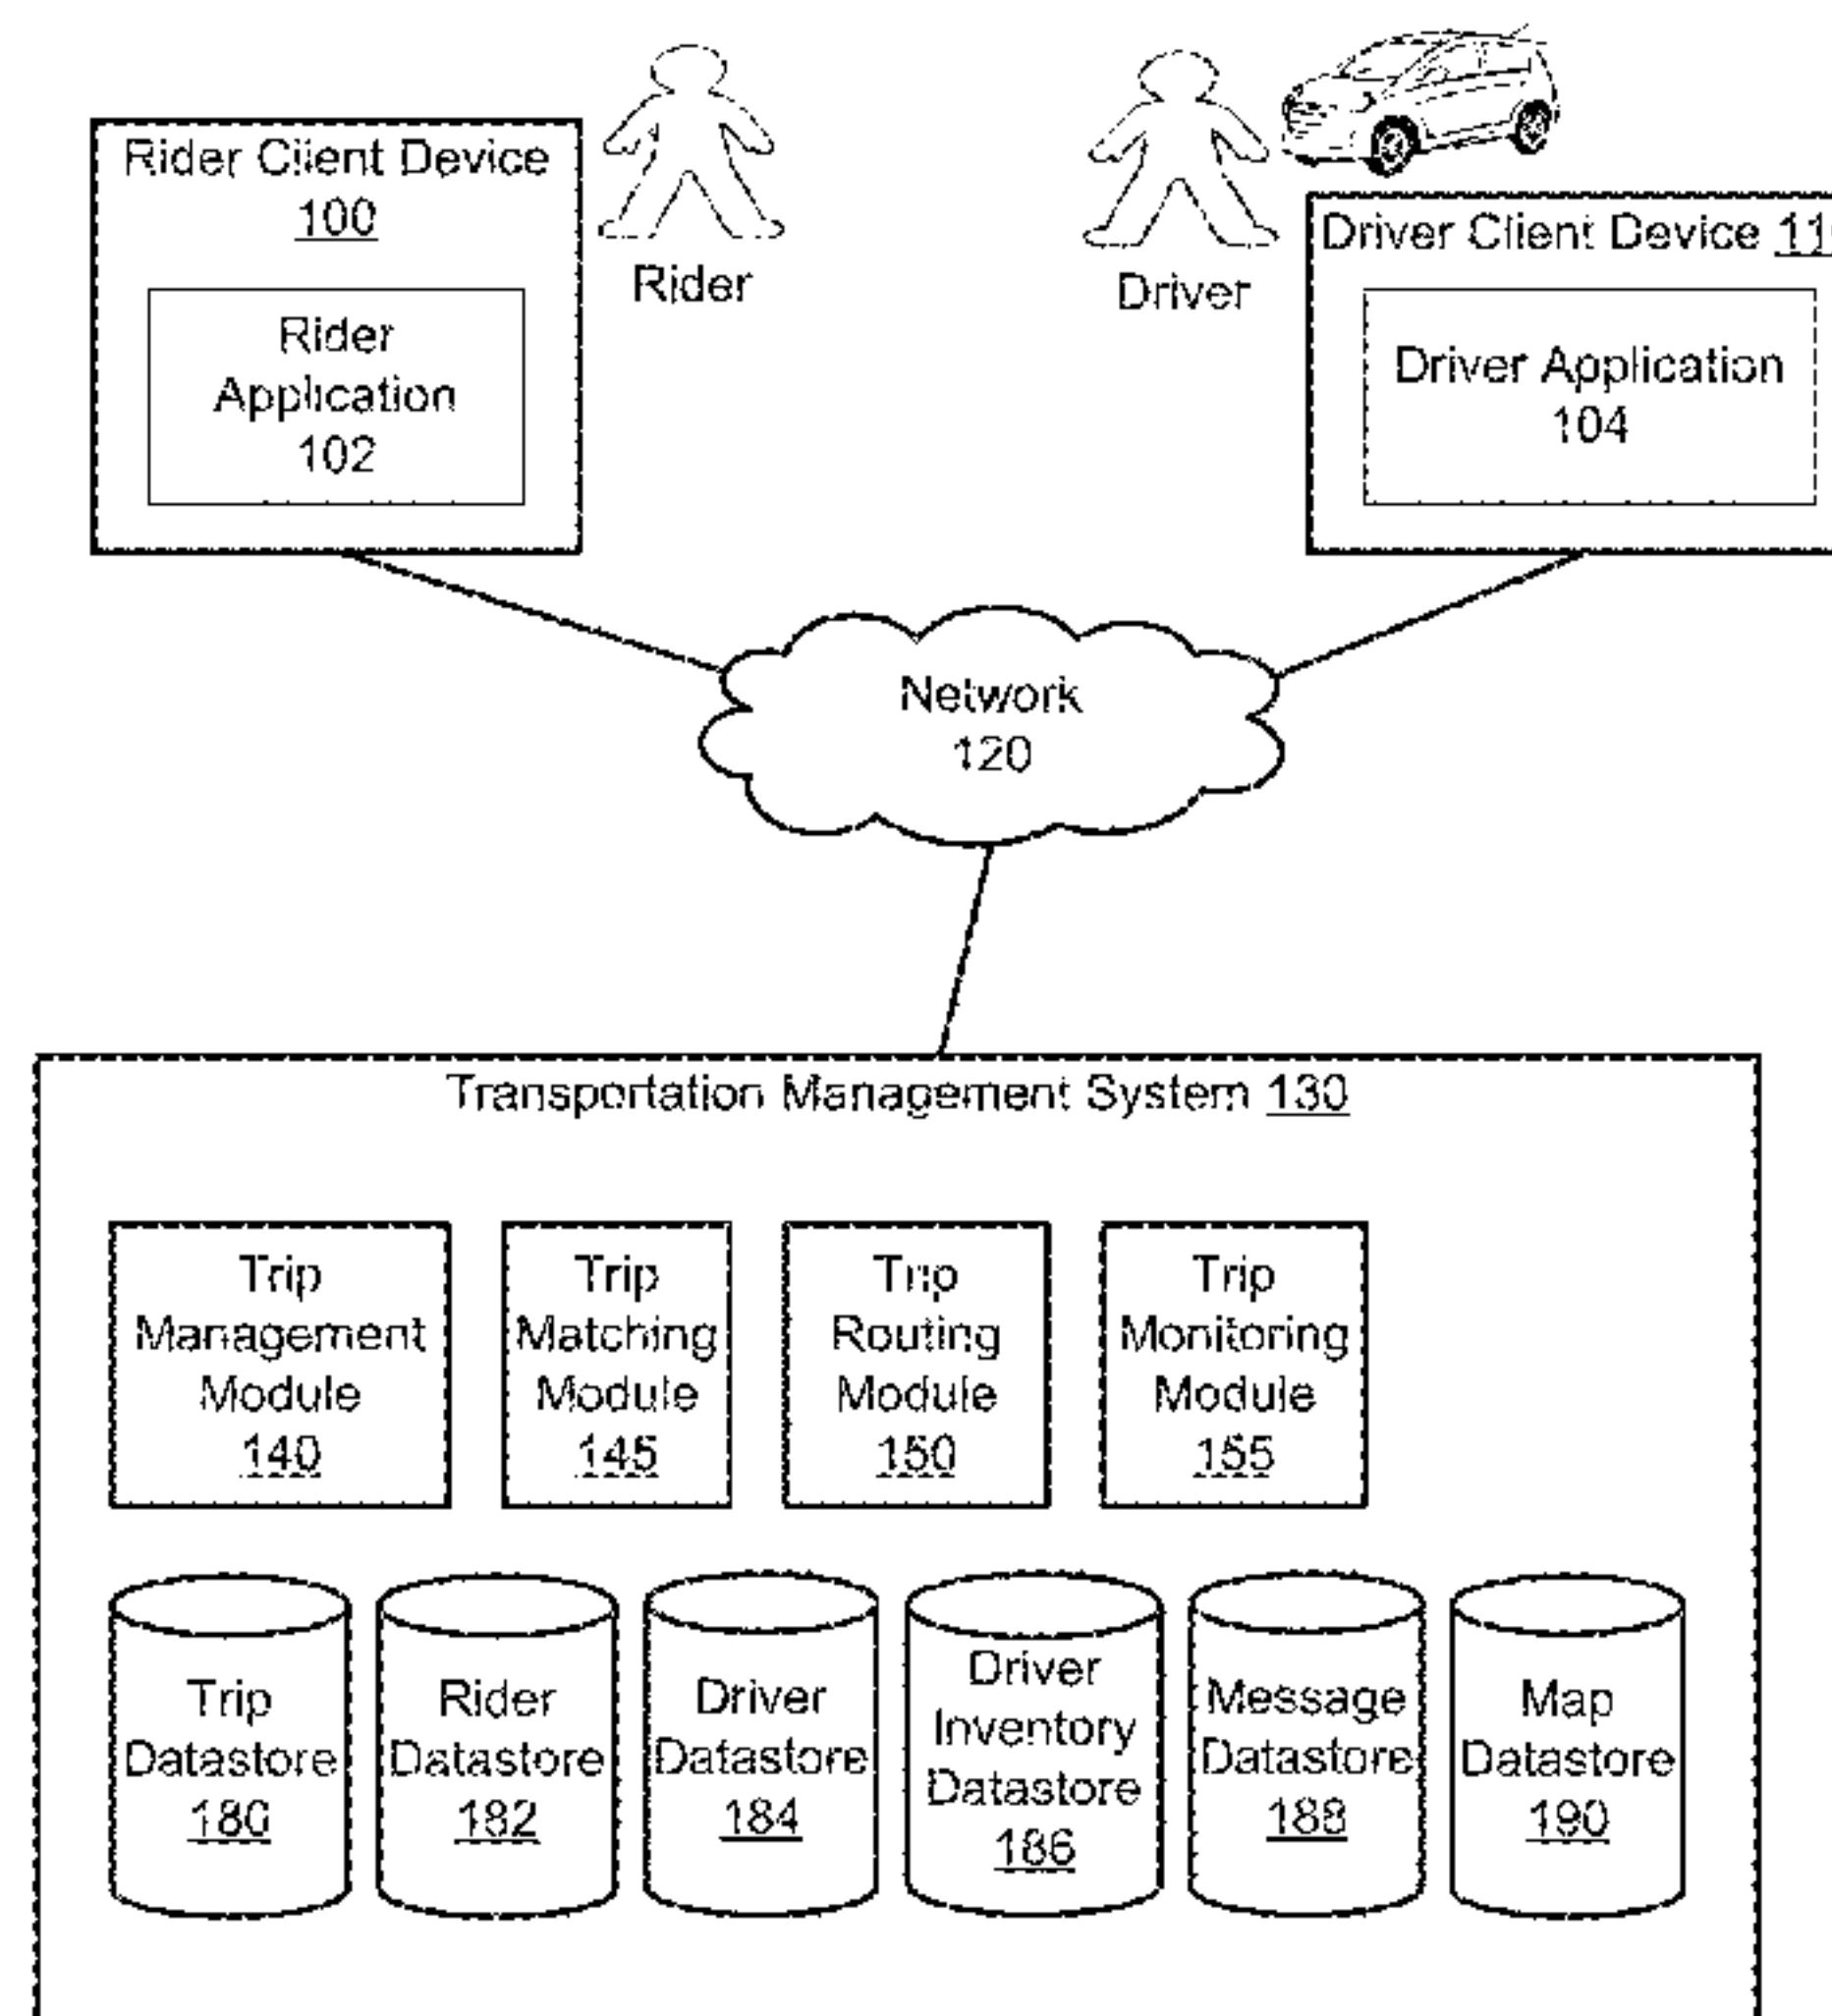 Rider Client Device
100
Rider
Application
102
Rider
Driver
Driver Client Device
Driver Application
104
Network
120
Transportation Management System 130
Trip
Management
Module
140
Trip
Matching
Module
145
Trip
Routing
Module
150
Trip
Monitoring
Module
155
Trip
Datastore
180
Rider
Datastore
182
Driver
Datastore
184
Driver
Inventory
Datastore
186
Message
Datastore
188
Map
Datastore
190